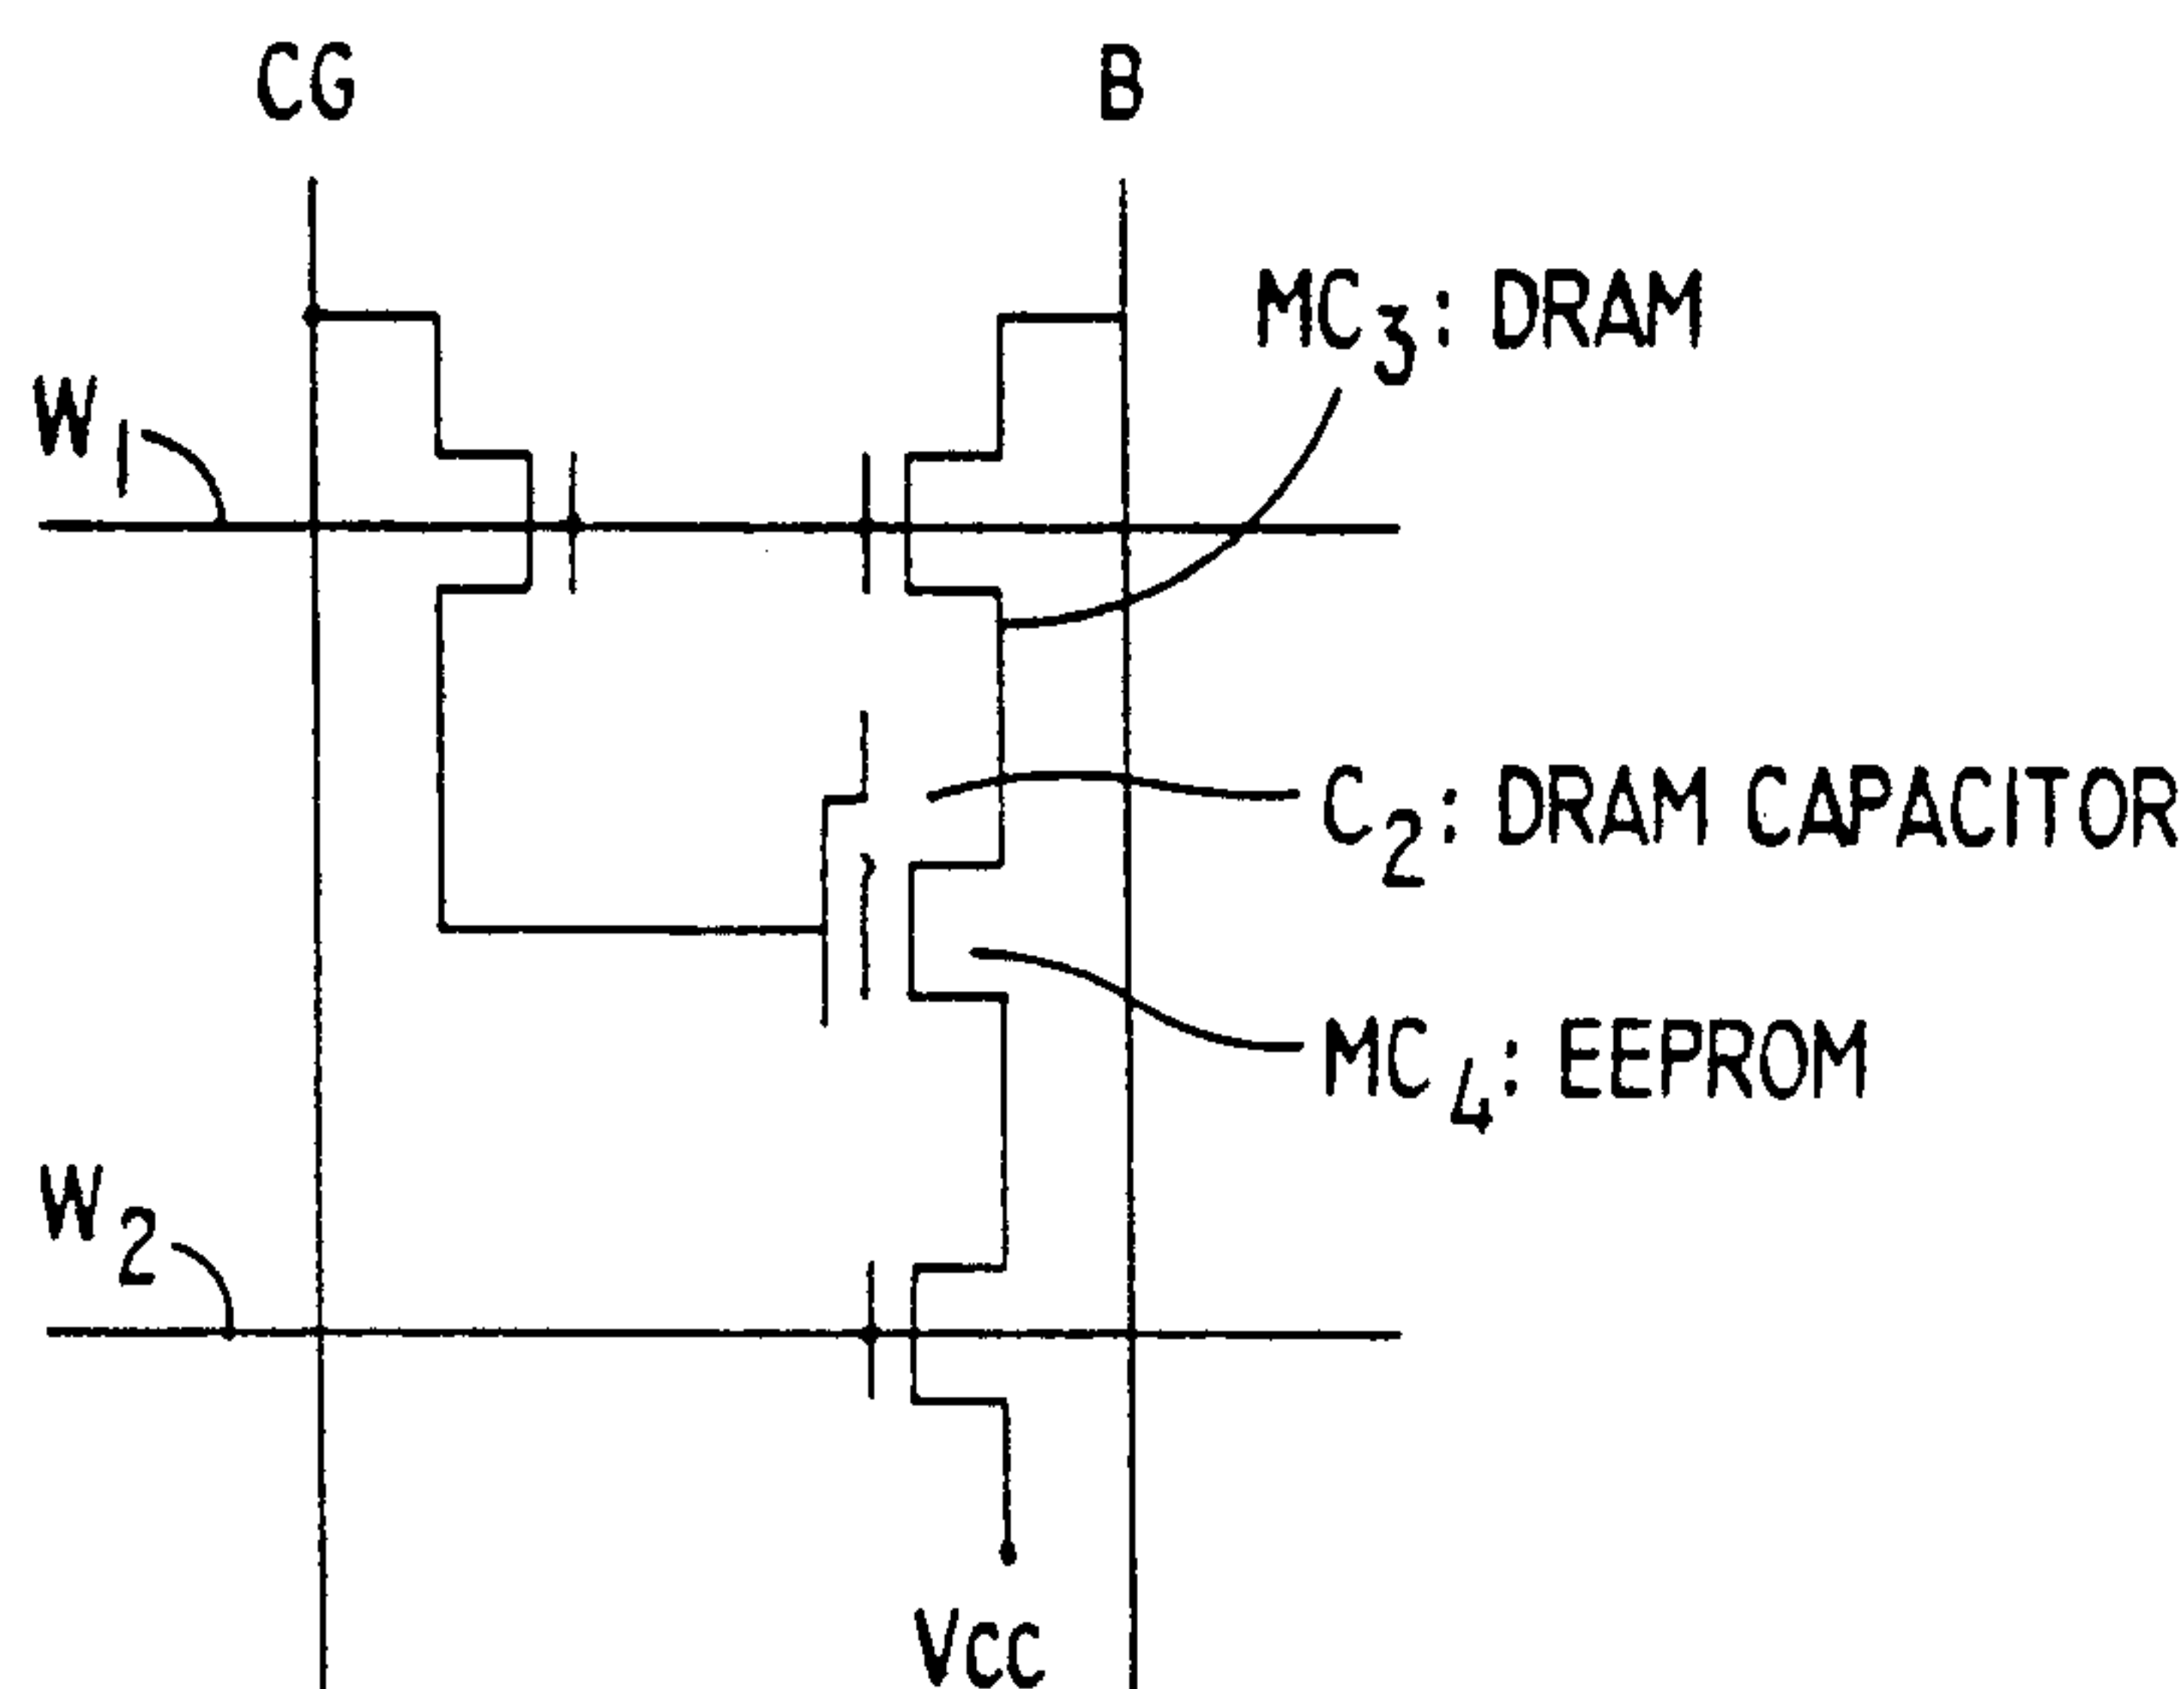 CG
B
MC3: DRAM
W1
C2: DRAM CAPACITOR
MC4: EEPROM
W2
Vcc